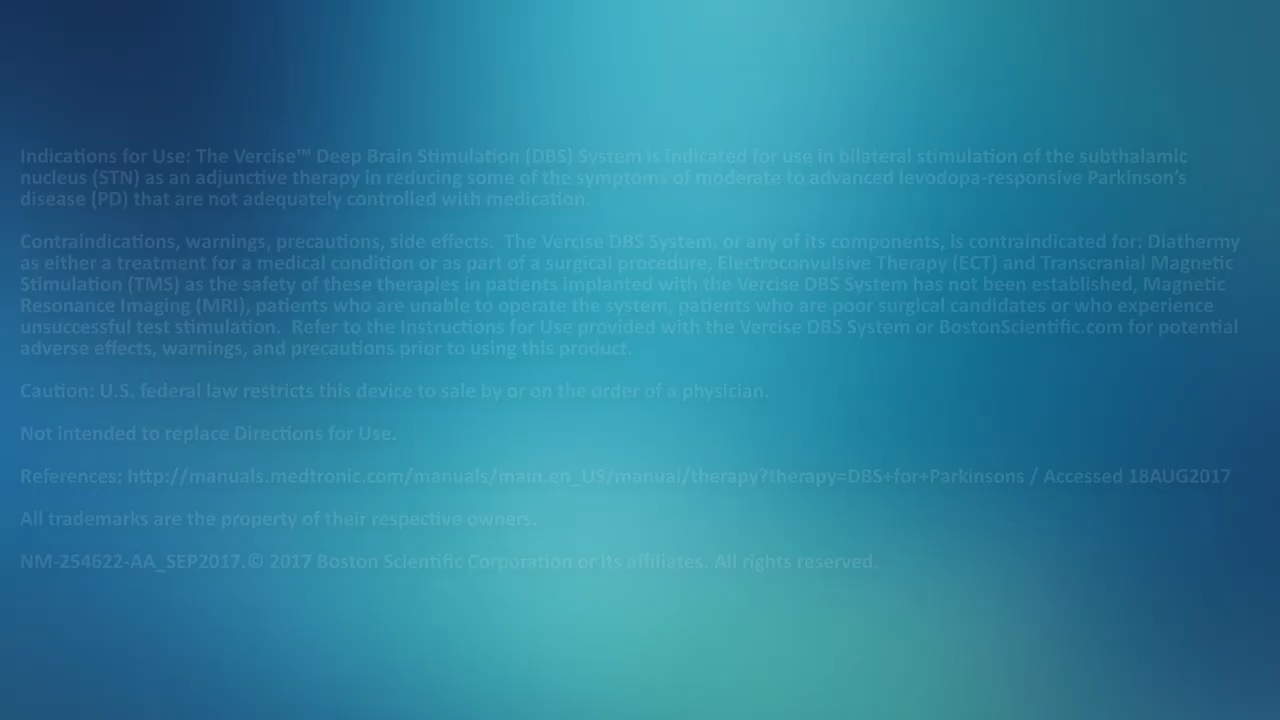 Indications for Use: The Vercise™ Deep Brain Stimulation (DBS) System is indicated for use in bilateral stimulation of the subthalamic
nucleus (STN) as an adjunctive therapy in reducing some of the symptoms of moderate to advanced levodopa-responsive Parkinson’s
disease (PD) that are not adequately controlled with medication.
Contraindications, warnings, precautions, side effects.  The Vercise DBS System, or any of its components, is contraindicated for: Diathermy
as either a treatment for a medical condition or as part of a surgical procedure, Electroconvulsive Therapy (ECT) and Transcranial Magnetic
Stimulation (TMS) as the safety of these therapies in patients implanted with the Vercise DBS System has not been established, Magnetic
Resonance Imaging (MRI), patients who are unable to operate the system, patients who are poor surgical candidates or who experience
unsuccessful test stimulation.  Refer to the Instructions for Use provided with the Vercise DBS System or BostonScientific.com for potential
adverse effects, warnings, and precautions prior to using this product.
Caution: U.S. federal law restricts this device to sale by or on the order of a physician.
Not intended to replace Directions for Use.
References: http://manuals.medtronic.com/manuals/main.en_US/manual/therapy?therapy=DBS+for+Parkinsons / Accessed 18AUG2017
All trademarks are the property of their respective owners.
NM-254622-AA_SEP2017.© 2017 Boston Scientific Corporation or its affiliates. All rights reserved.